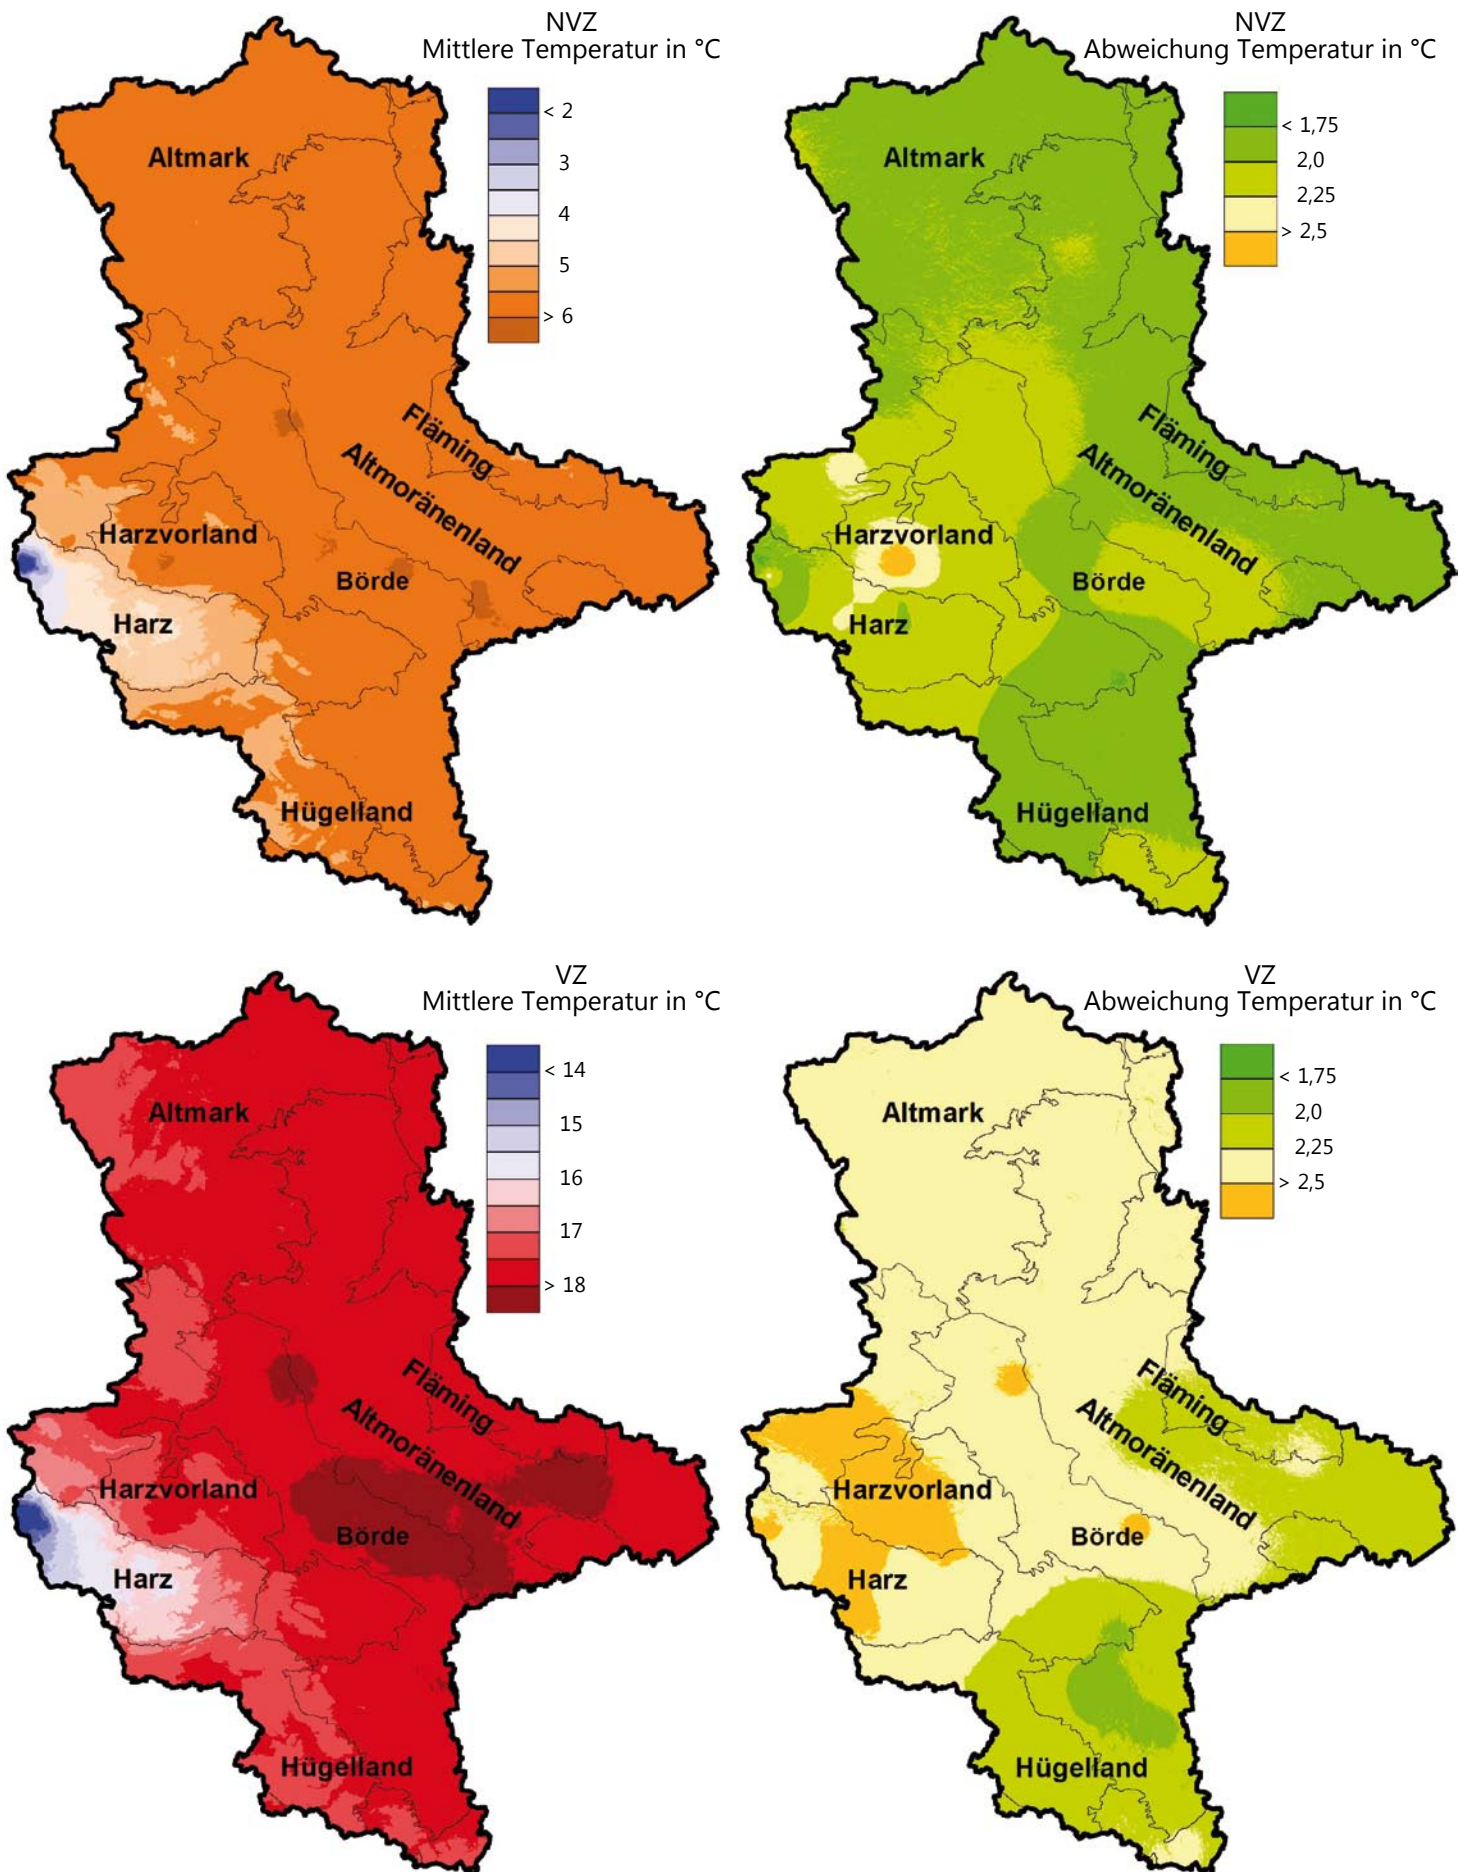 NVZ
Mittlere Temperatur in °C
< 2
3
4
5
> 6
Altmark
Fläming
Altmoränenland
Harzvorland
Börde
Harz
Hügelland
NVZ
Abweichung Temperatur in °C
< 1,75
2,0
2,25
> 2,5
Altmark
Fläming
Altmoränenland
Harzvorland
Börde
Harz
Hügelland
VZ
Mittlere Temperatur in °C
< 14
15
16
17
> 18
Altmark
Fläming
Altmoränenland
Harzvorland
Börde
Harz
Hügelland
VZ
Abweichung Temperatur in °C
< 1,75
2,0
2,25
> 2,5
Altmark
Fläming
Altmoränenland
Harzvorland
Börde
Harz
Hügelland